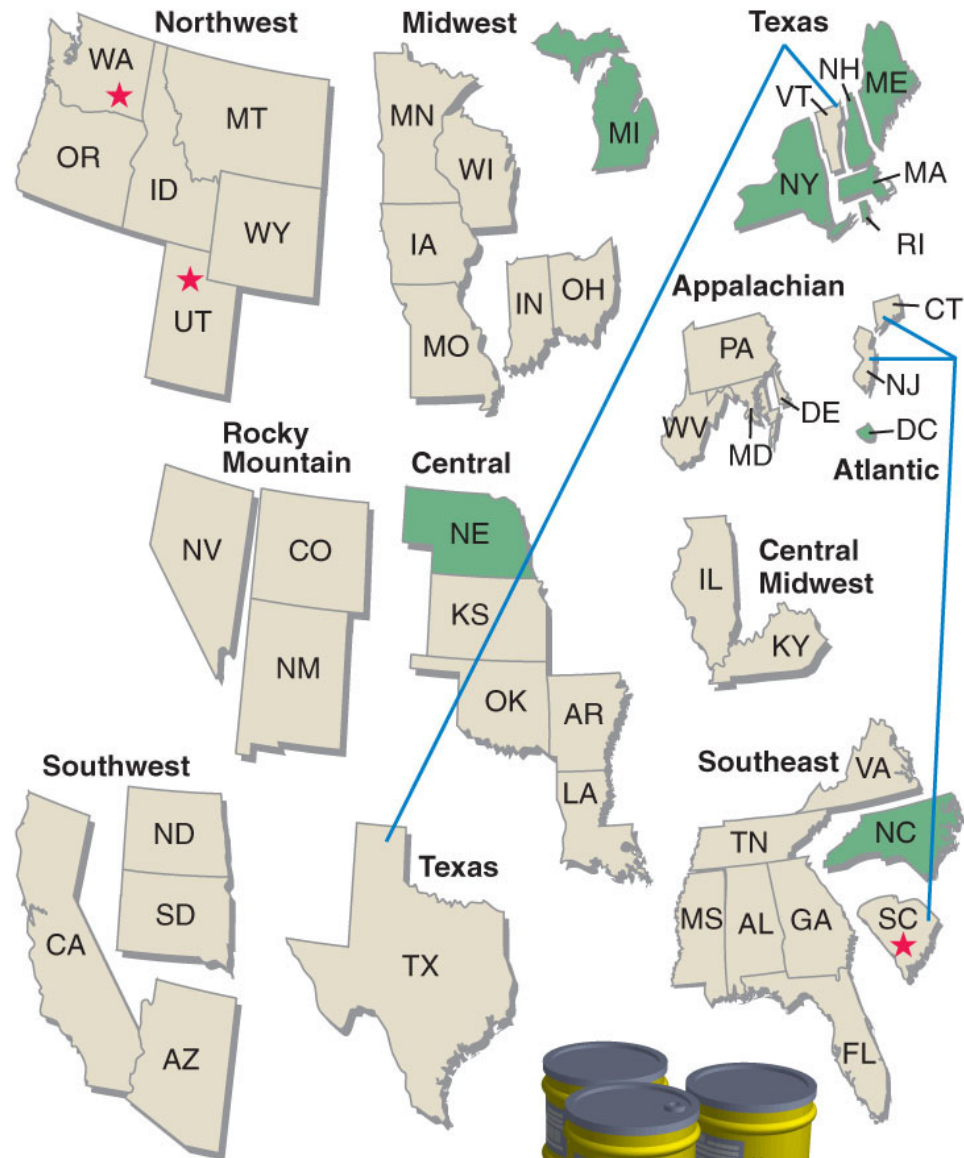 Northwest
WA
MT
OR
ID
WY
UT
Midwest
MN
WI
MI
IA
IN
OH
MO
Texas
NH
ME
VT
NY
MA
RI
Appalachian
PA
WV
MD
DE
CT
NJ
DC
Atlantic
Rocky
Mountain
NV
CO
NM
Central
NE
KS
OK
AR
LA
Central
Midwest
IL
KY
Southwest
ND
SD
CA
AZ
Texas
TX
Southeast
VA
TN
NC
MS
AL
GA
SC
FL